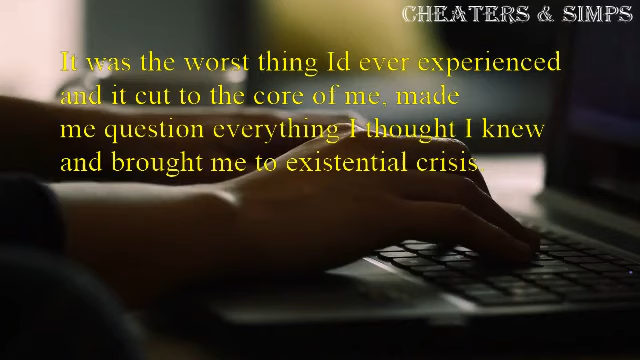 CHEATERS & SIMPS
It was the worst thing Id ever experienced
and it cut to the core of me, made
me question everything I thought I knew
and brought me to existential crisis.